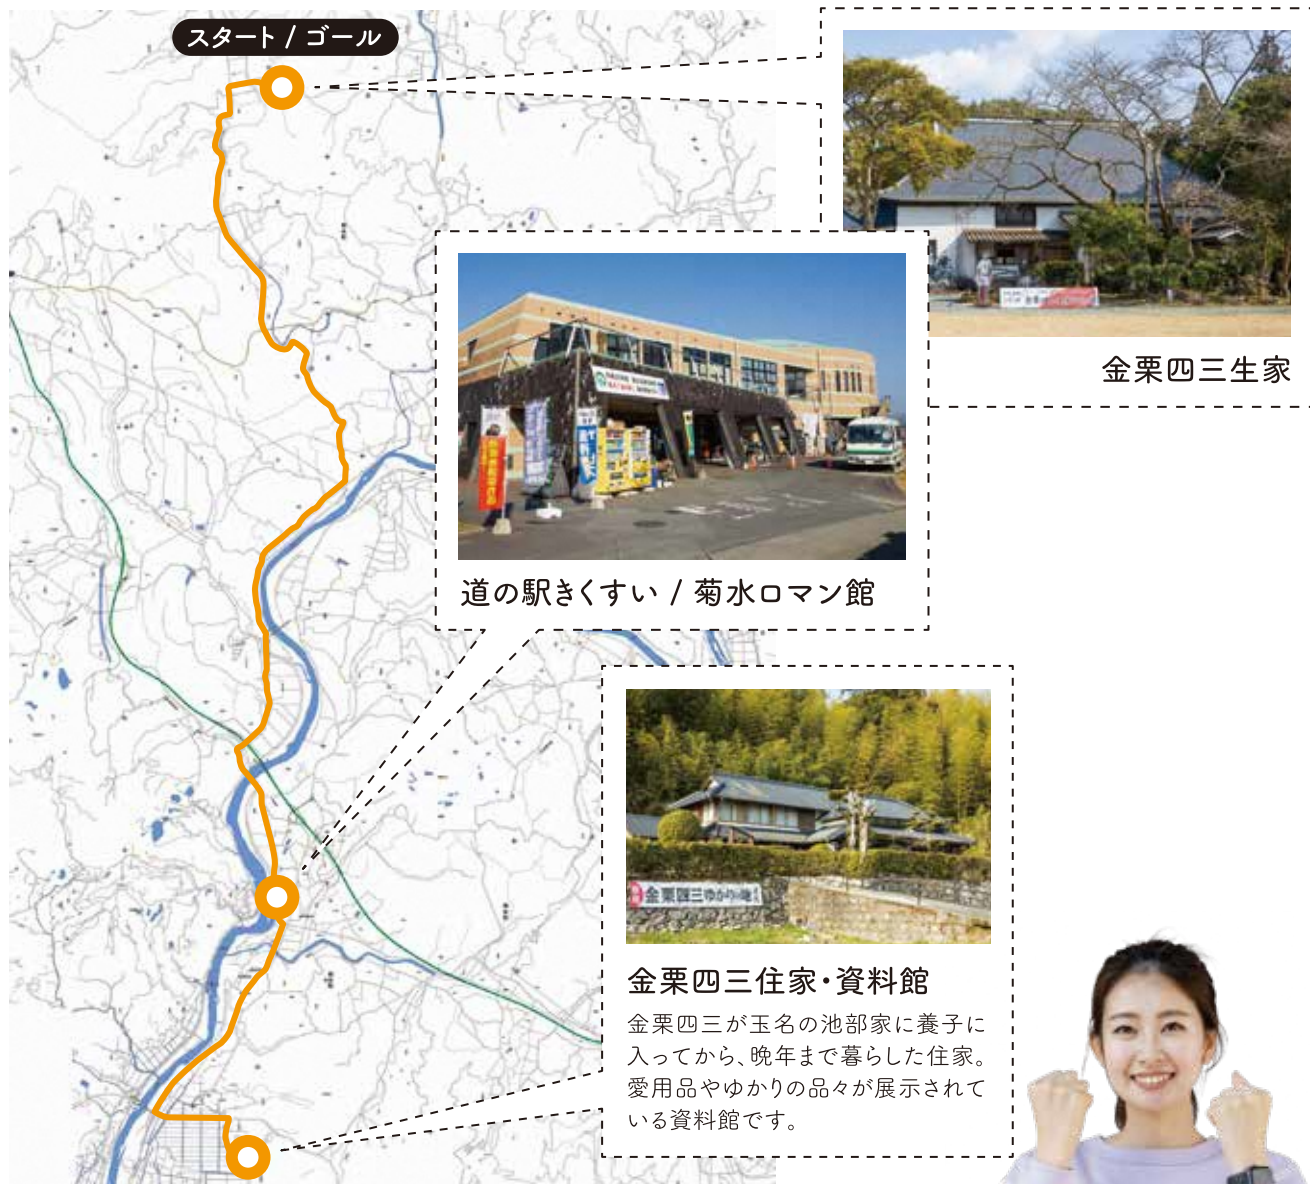 スタート / ゴール
金栗四三生家
道の駅きくすい / 菊水ロマン館
金栗四三ゆかりの地
金栗四三住家・資料館
金栗四三が玉名の池部家に養子に
入ってから、晩年まで暮らした住家。
愛用品やゆかりの品々が展示されて
いる資料館です。